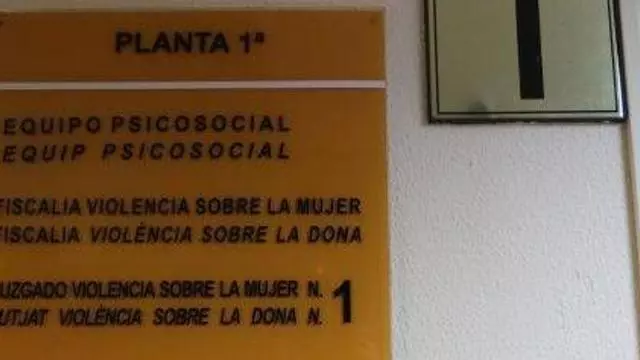 PLANTA 1ª
EQUIPO PSICOSOCIAL
EQUIP PSICOSOCIAL
FISCALIA VIOLENCIA SOBRE LA MUJER
FISCALIA VIOLÈNCIA SOBRE LA DONA
UZGADO VIOLENCIA SOBRE LA MUJER N. 1
UTJAT VIOLÈNCIA SOBRE LA DONA N.